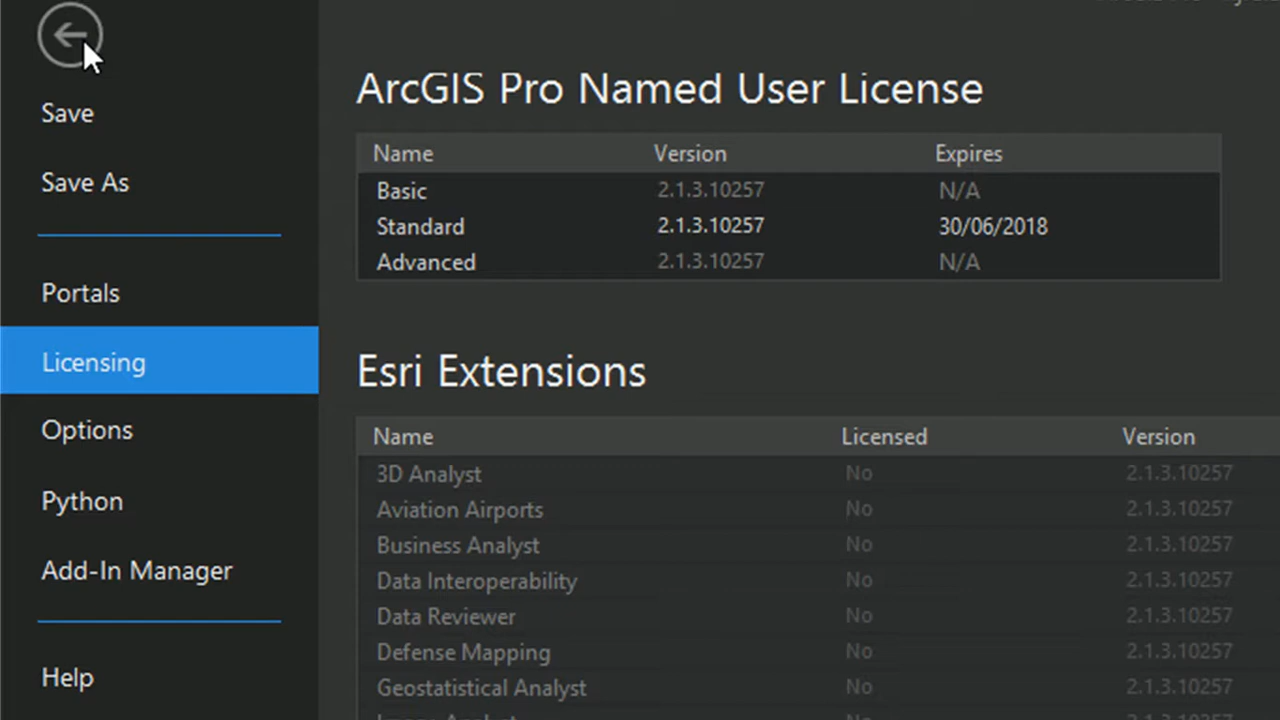 Save
Save As
Portals
Licensing
Options
Python
Add-In Manager
Help
ArcGIS Pro Named User License
Name Version Expires
Basic 2.1.3.10257 N/A
Standard 2.1.3.10257 30/06/2018
Advanced 2.1.3.10257 N/A
Esri Extensions
Name Licensed Version
3D Analyst No 2.1.3.10257
Aviation Airports No 2.1.3.10257
Business Analyst No 2.1.3.10257
Data Interoperability No 2.1.3.10257
Data Reviewer No 2.1.3.10257
Defense Mapping No 2.1.3.10257
Geostatistical Analyst No 2.1.3.10257